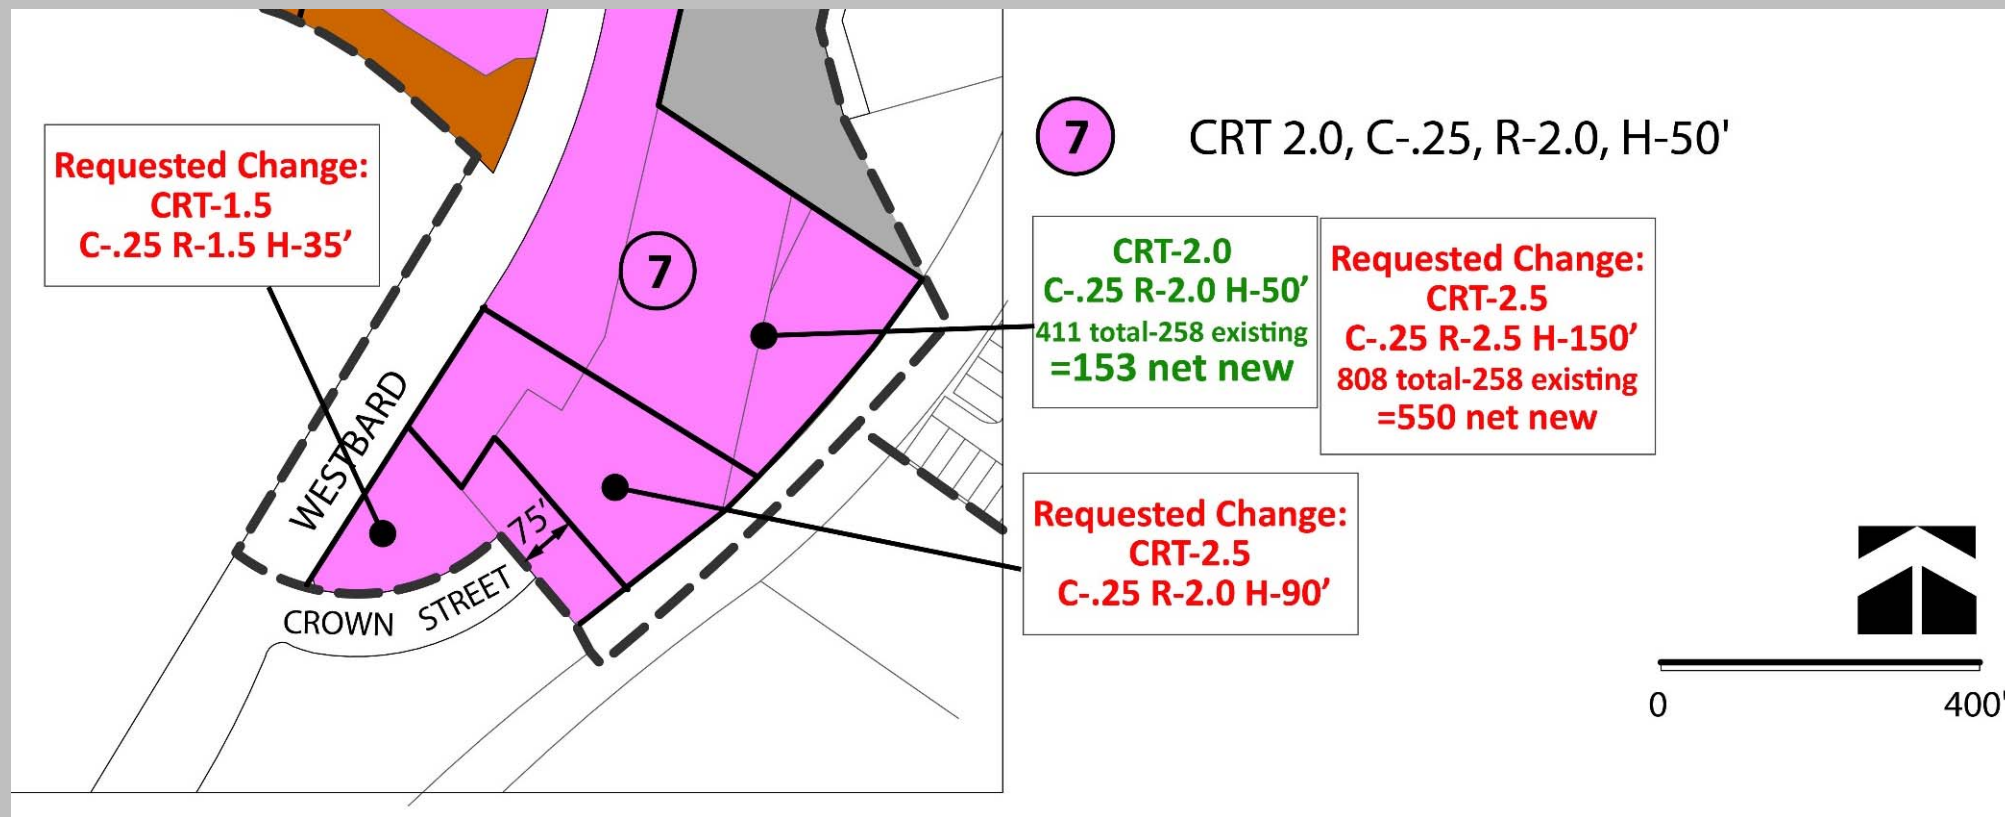 Requested Change:
CRT-1.5
C-.25 R-1.5 H-35’
7
WESTBARD
75’
CROWN STREET
7 CRT 2.0, C-.25, R-2.0, H-50'
CRT-2.0
C-.25 R-2.0 H-50’
411 total-258 existing
=153 net new
Requested Change:
CRT-2.5
C-.25 R-2.5 H-150’
808 total-258 existing
=550 net new
Requested Change:
CRT-2.5
C-.25 R-2.0 H-90’
0 400'